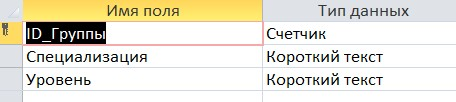 Имя поля Тип данных
ID_Группы Счетчик
Специализация Короткий текст
Уровень Короткий текст